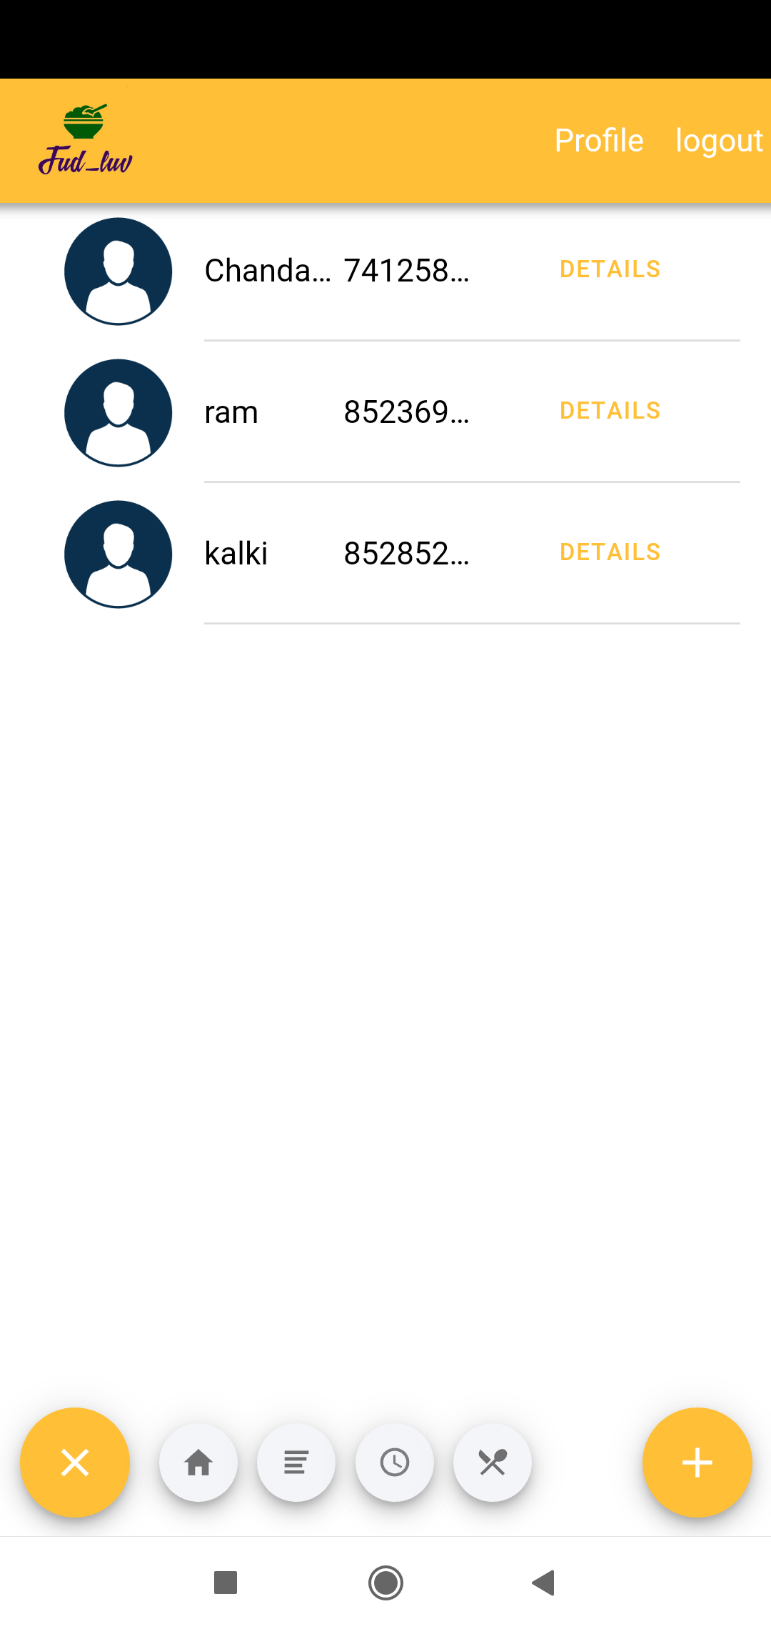 Fud_luv
Profile logout
Chanda... 741258... DETAILS
ram 852369... DETAILS
kalki 852852... DETAILS